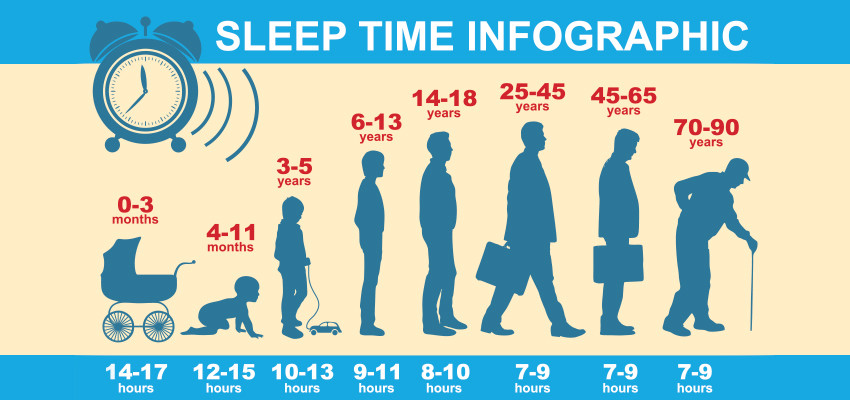 SLEEP TIME INFOGRAPHIC
0-3
months
4-11
months
3-5
years
6-13
years
14-18
years
25-45
years
45-65
years
70-90
years
14-17
hours
12-15
hours
10-13
hours
9-11
hours
8-10
hours
7-9
hours
7-9
hours
7-9
hours